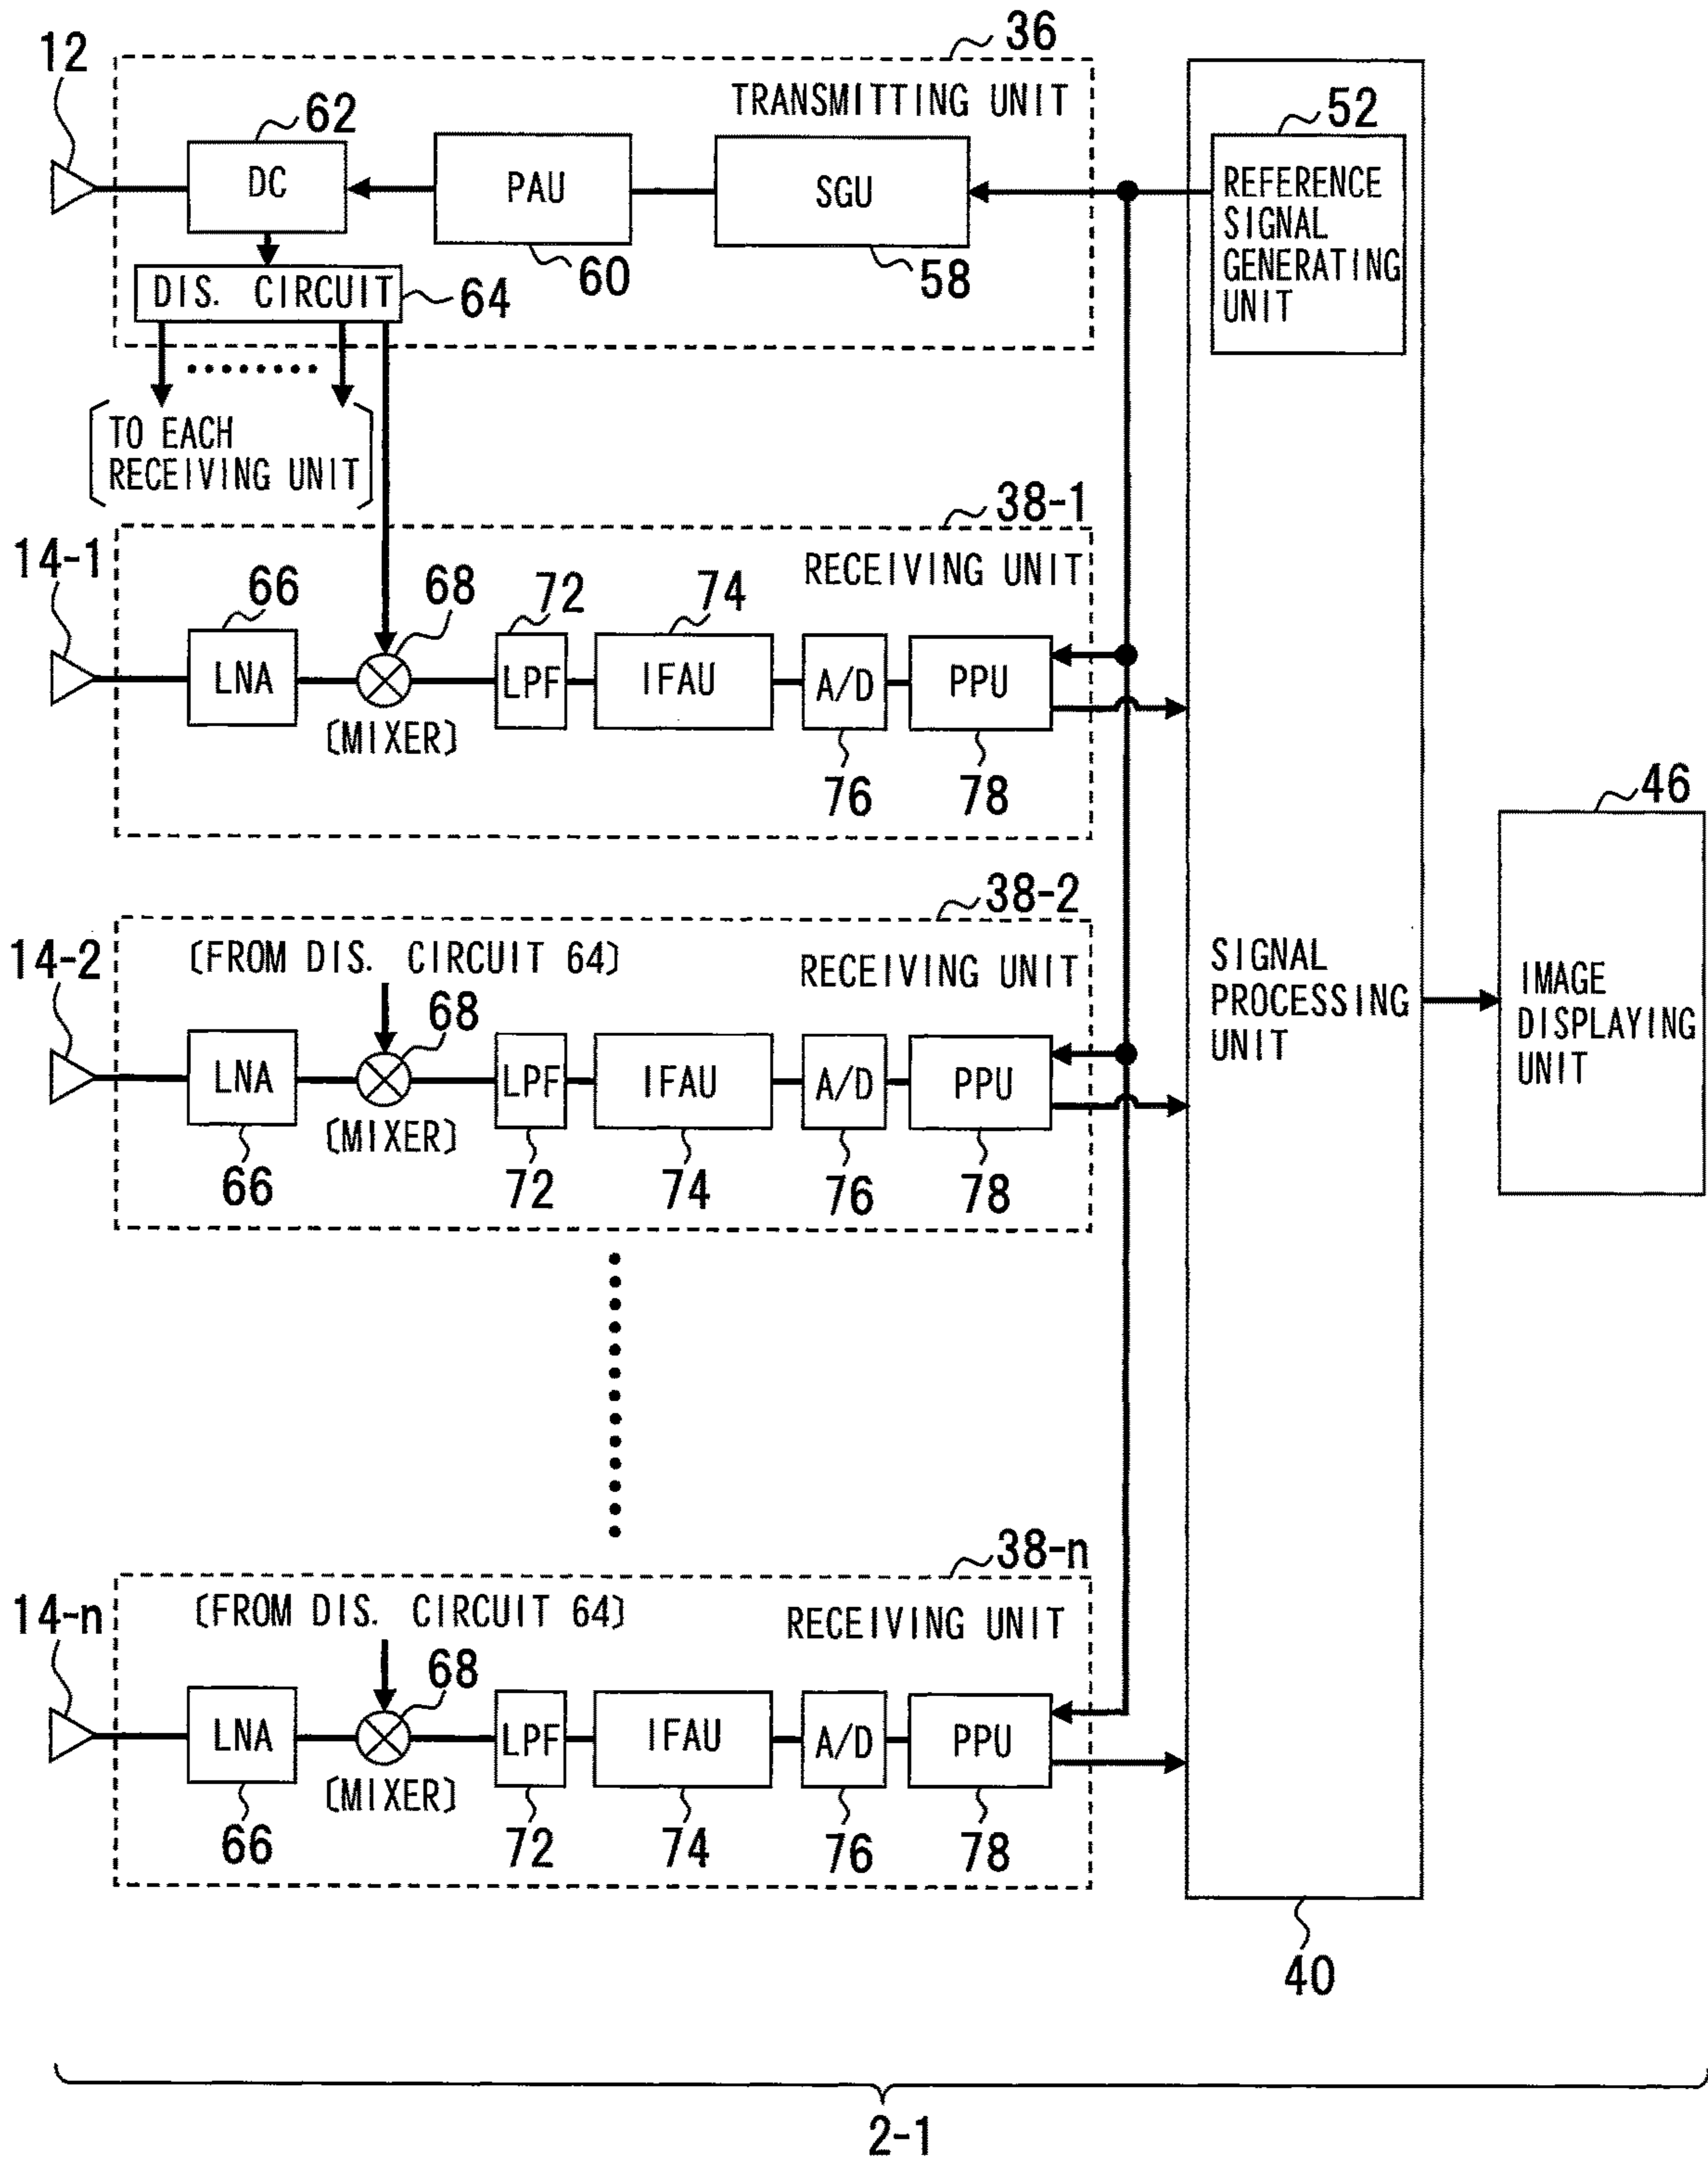 36
12
TRANSMITTING UNIT
62
52
DC
PAU
SGU
REFERENCE
SIGNAL
GENERATING
UNIT
60
58
DIS. CIRCUIT
64
[TO EACH
RECEIVING UNIT]
38-1
14-1
RECEIVING UNIT
66
68
72
74
LNA
LPF
IFAU
A/D
PPU
[MIXER]
76
78
46
38-2
14-2
[FROM DIS. CIRCUIT 64]
RECEIVING UNIT
68
LNA
LPF
IFAU
A/D
PPU
[MIXER]
66
72
74
76
78
SIGNAL
PROCESSING
UNIT
IMAGE
DISPLAYING
UNIT
38-n
14-n
[FROM DIS. CIRCUIT 64]
RECEIVING UNIT
68
LNA
LPF
IFAU
A/D
PPU
[MIXER]
66
72
74
76
78
40
2-1